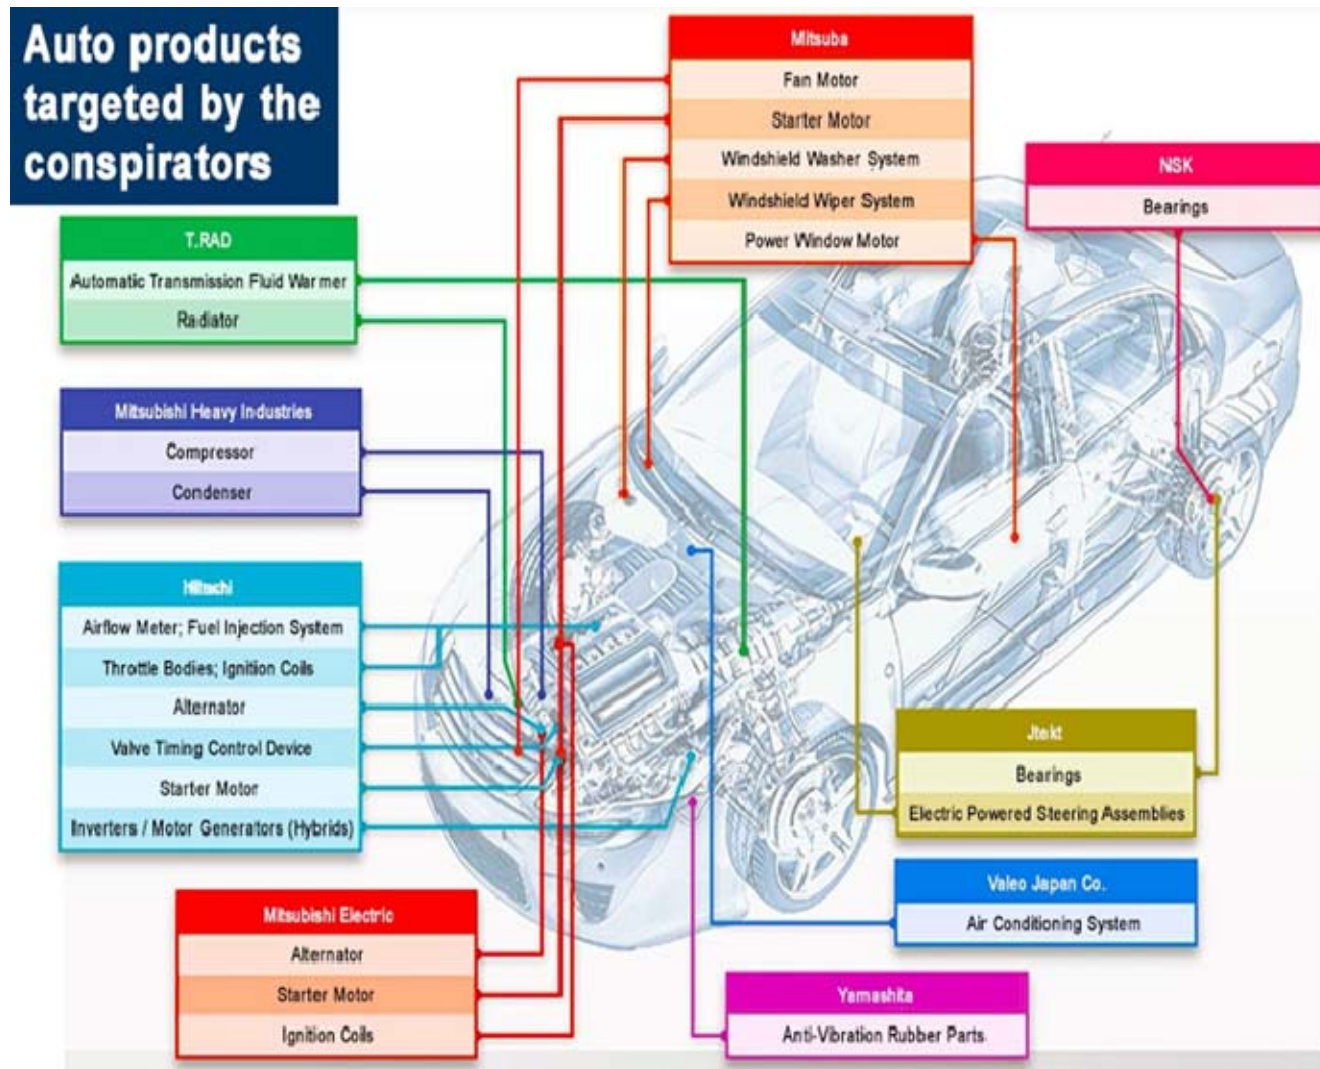 Auto products
targeted by the
conspirators
Mitsuba
Fan Motor
Starter Motor
Windshield Washer System
Windshield Wiper System
Power Window Motor
NSK
Bearings
T.RAD
Automatic Transmission Fluid Warmer
Radiator
Mitsubishi Heavy Industries
Compressor
Condenser
Hitachi
Airflow Meter; Fuel Injection System
Throttle Bodies; Ignition Coils
Alternator
Valve Timing Control Device
Starter Motor
Inverters / Motor Generators (Hybrids)
Jtekt
Bearings
Electric Powered Steering Assemblies
Valeo Japan Co.
Air Conditioning System
Mitsubishi Electric
Alternator
Starter Motor
Ignition Coils
Yamashita
Anti-Vibration Rubber Parts